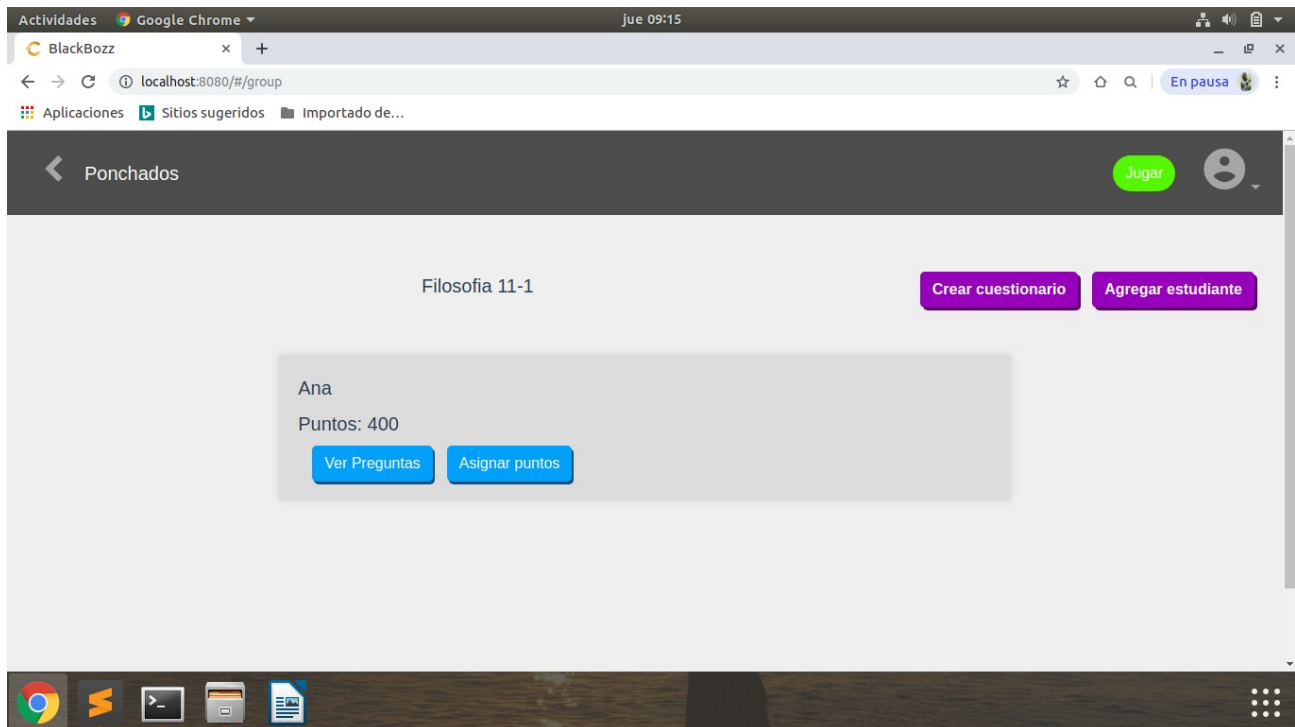 Actividades Google Chrome jue 09:15
BlackBozz
localhost:8080/#/group En pausa
Aplicaciones Sitios sugeridos Importado de…
Ponchados Jugar
Filosofia 11-1 Crear cuestionario Agregar estudiante
Ana
Puntos: 400
Ver Preguntas Asignar puntos